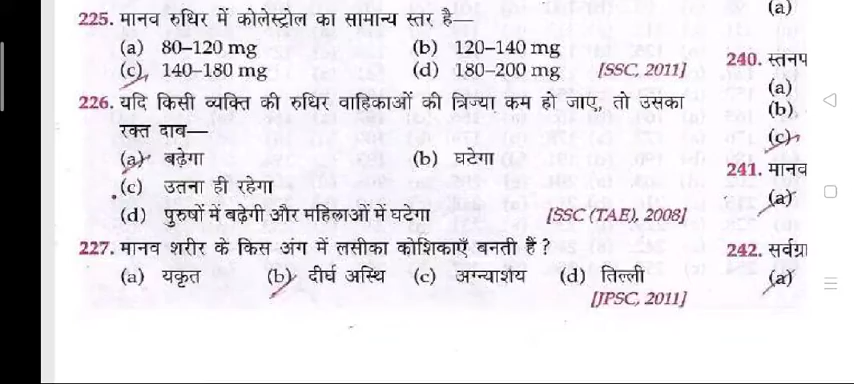 225. मानव रुधिर में कोलेस्ट्रोल का सामान्य स्तर है—
(a) 80–120 mg (b) 120–140 mg
(c) 140–180 mg (d) 180–200 mg [SSC, 2011]
226. यदि किसी व्यक्ति की रुधिर वाहिकाओं की त्रिज्या कम हो जाए, तो उसका
रक्त दाब—
(a) बढ़ेगा (b) घटेगा
(c) उतना ही रहेगा
(d) पुरुषों में बढ़ेगी और महिलाओं में घटेगा [SSC (TAE), 2008]
227. मानव शरीर के किस अंग में लसीका कोशिकाएँ बनती हैं ?
(a) यकृत (b) दीर्घ अस्थि (c) अग्न्याशय (d) तिल्ली
[JPSC, 2011]
(a)
240. स्तनप
(a)
(b)
(c)
241. मानव
(a)
242. सर्वग्रा
(a)